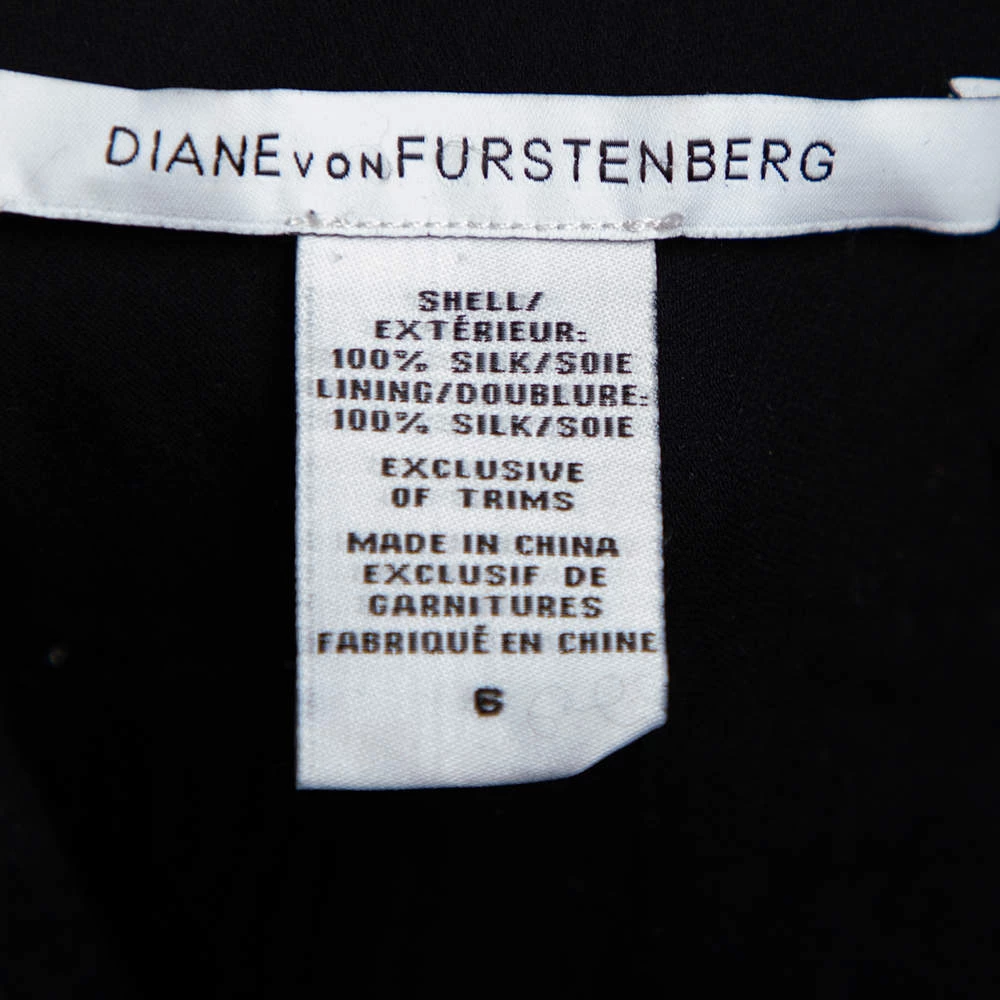 DIANE VON FURSTENBERG
SHELL/
EXTÉRIEUR:
100% SILK/SOIE
LINING/DOUBLURE:
100% SILK/SOIE
EXCLUSIVE
OF TRIMS
MADE IN CHINA
EXCLUSIF DE
GARNITURES
FABRIQUÉ EN CHINE
6